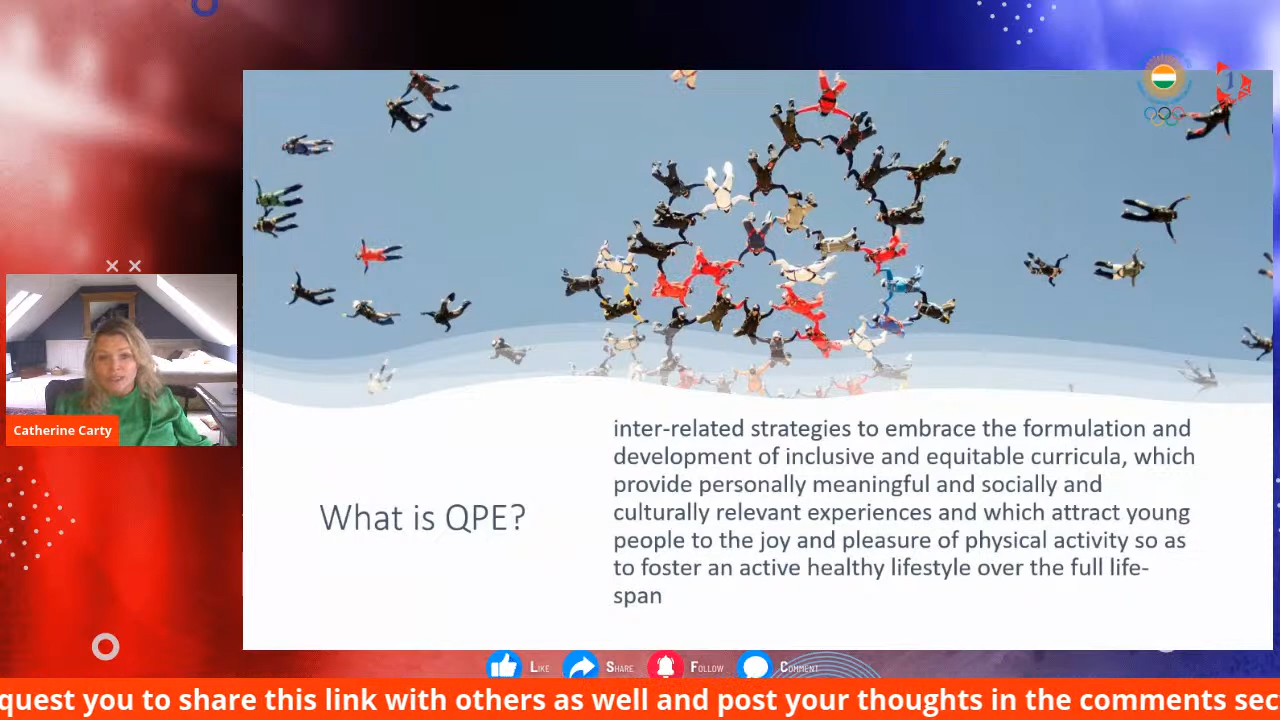 inter-related strategies to embrace the formulation and
development of inclusive and equitable curricula, which
provide personally meaningful and socially and
culturally relevant experiences and which attract young
people to the joy and pleasure of physical activity so as
to foster an active healthy lifestyle over the full life-
span
What is QPE?
Catherine Carty
Like Share Follow Comment
quest you to share this link with others as well and post your thoughts in the comments sec